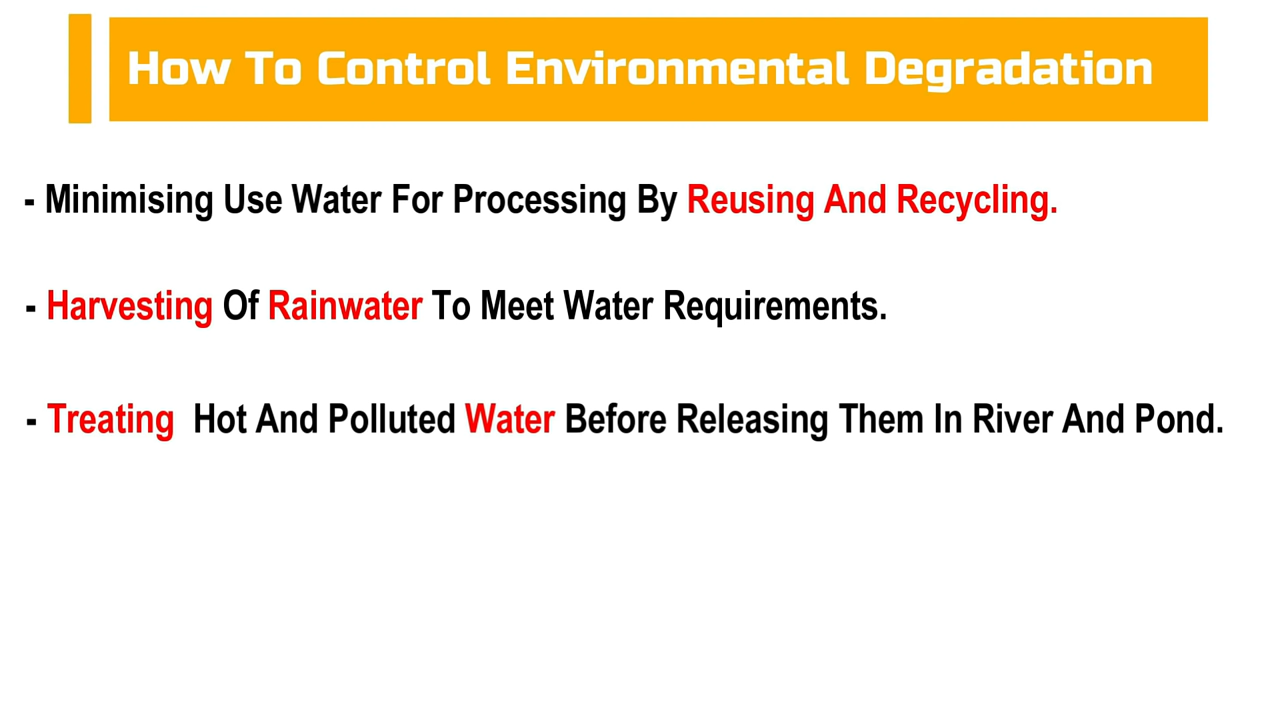 How To Control Environmental Degradation
- Minimising Use Water For Processing By Reusing And Recycling.
- Harvesting Of Rainwater To Meet Water Requirements.
- Treating Hot And Polluted Water Before Releasing Them In River And Pond.